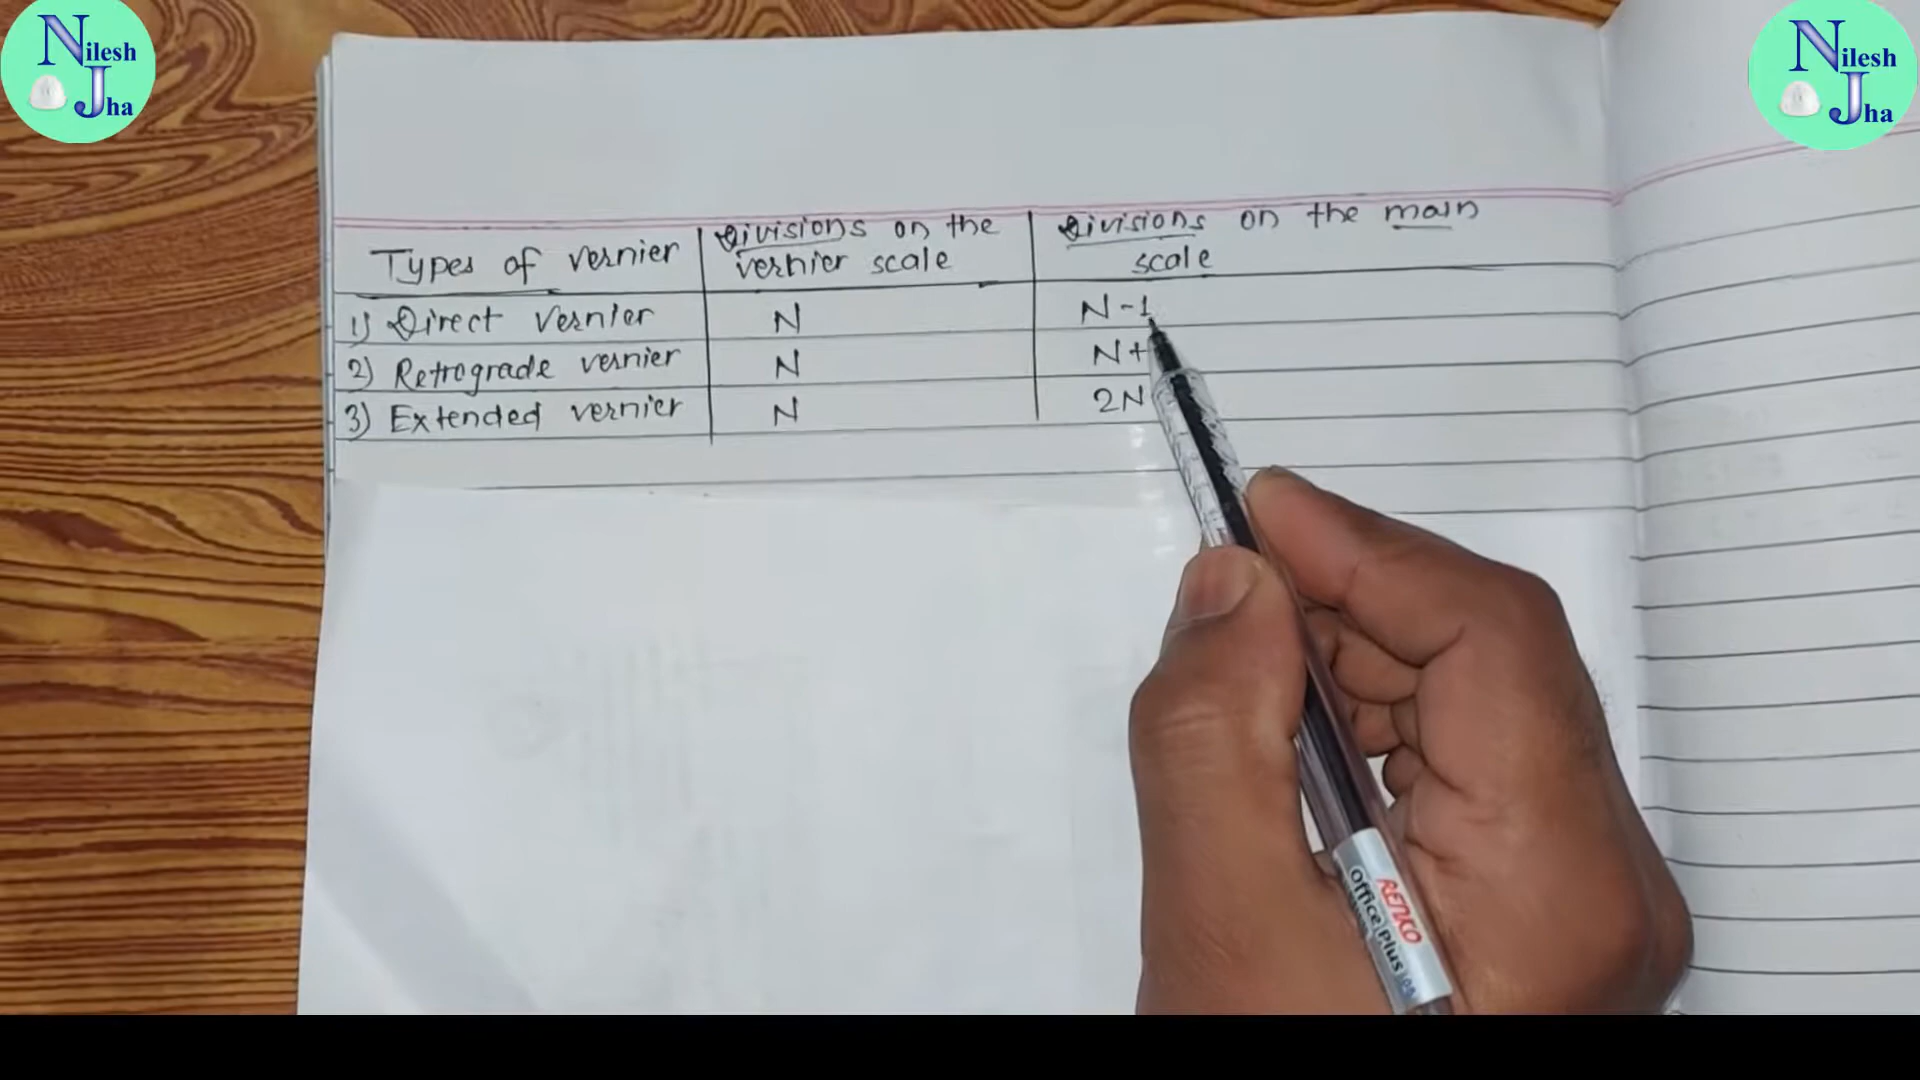 Nilesh
Jha
Nilesh
Jha
Types of vernier | Divisions on the vernier scale | Divisions on the main scale
1) Direct vernier | N | N-1
2) Retrograde vernier | N | N+
3) Extended vernier | N | 2N
RENKO
Office Plus